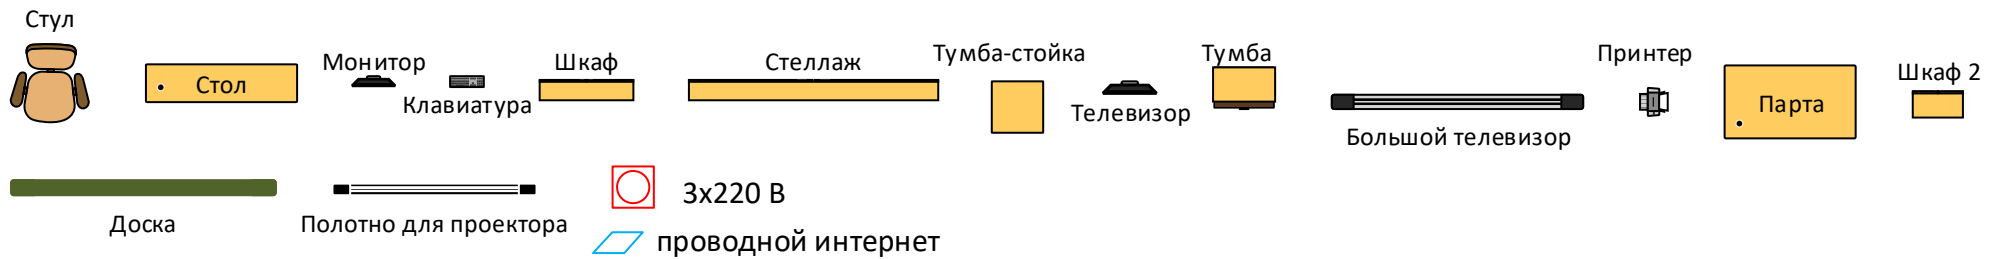 Стул
Стол
Монитор
Клавиатура
Шкаф
Стеллаж
Тумба-стойка
Телевизор
Тумба
Большой телевизор
Принтер
Парта
Шкаф 2
Доска
Полотно для проектора
3х220 В
проводной интернет